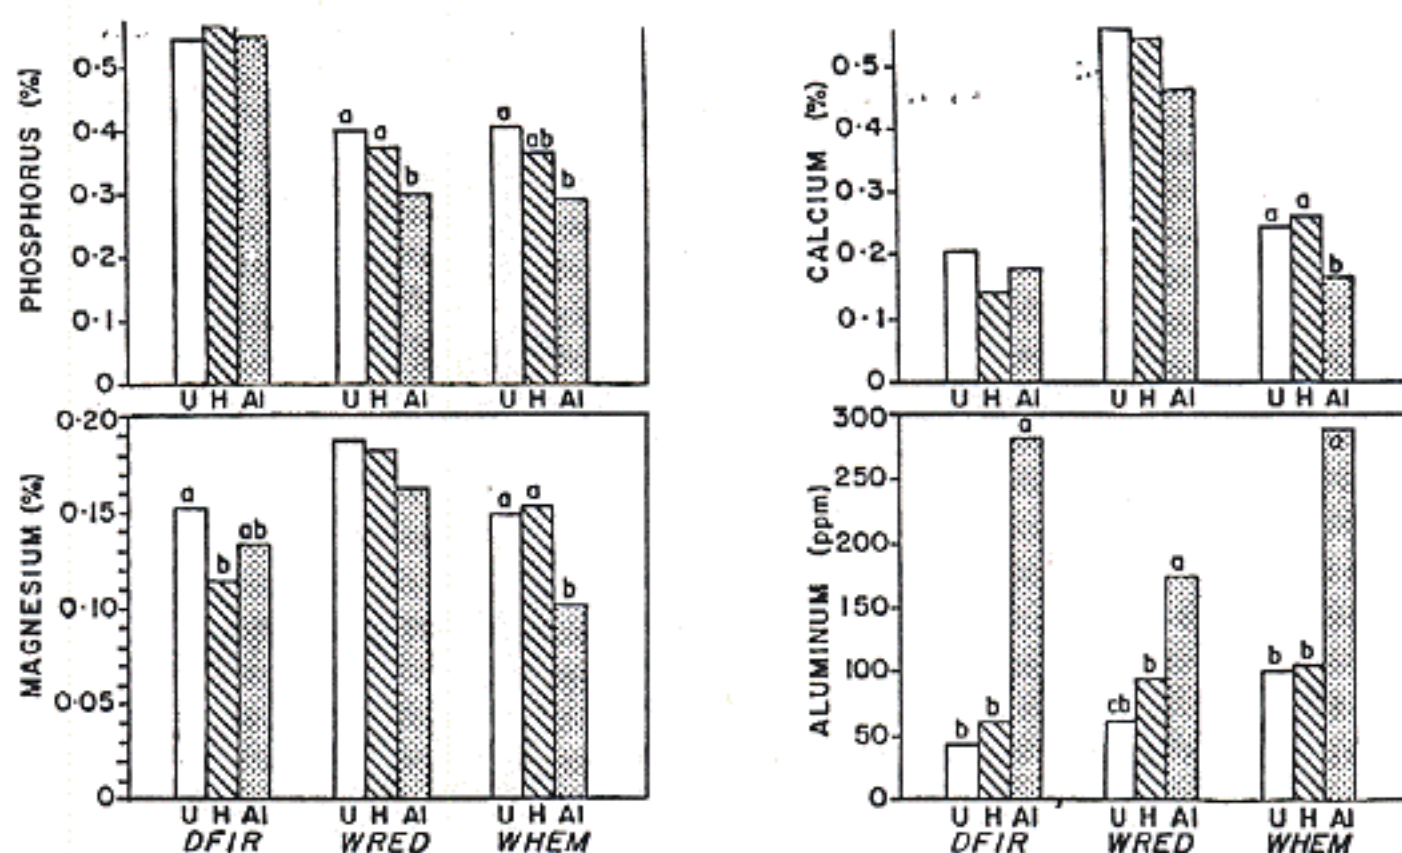 PHOSPHORUS (%)
0.5
0.4
0.3
0.2
0.1
0
a a b
a ab b
U H Al U H Al U H Al
CALCIUM (%)
0.5
0.4
0.3
0.2
0.1
0
a a b
U H Al U H Al U H Al
MAGNESIUM (%)
0.20
0.15
0.10
0.05
0
a b ab
a a b
U H Al U H Al U H Al
DFIR WRED WHEM
ALUMINUM (ppm)
300
250
200
150
100
50
0
b b a
cb b a
b b a
U H Al U H Al U H Al
DFIR WRED WHEM